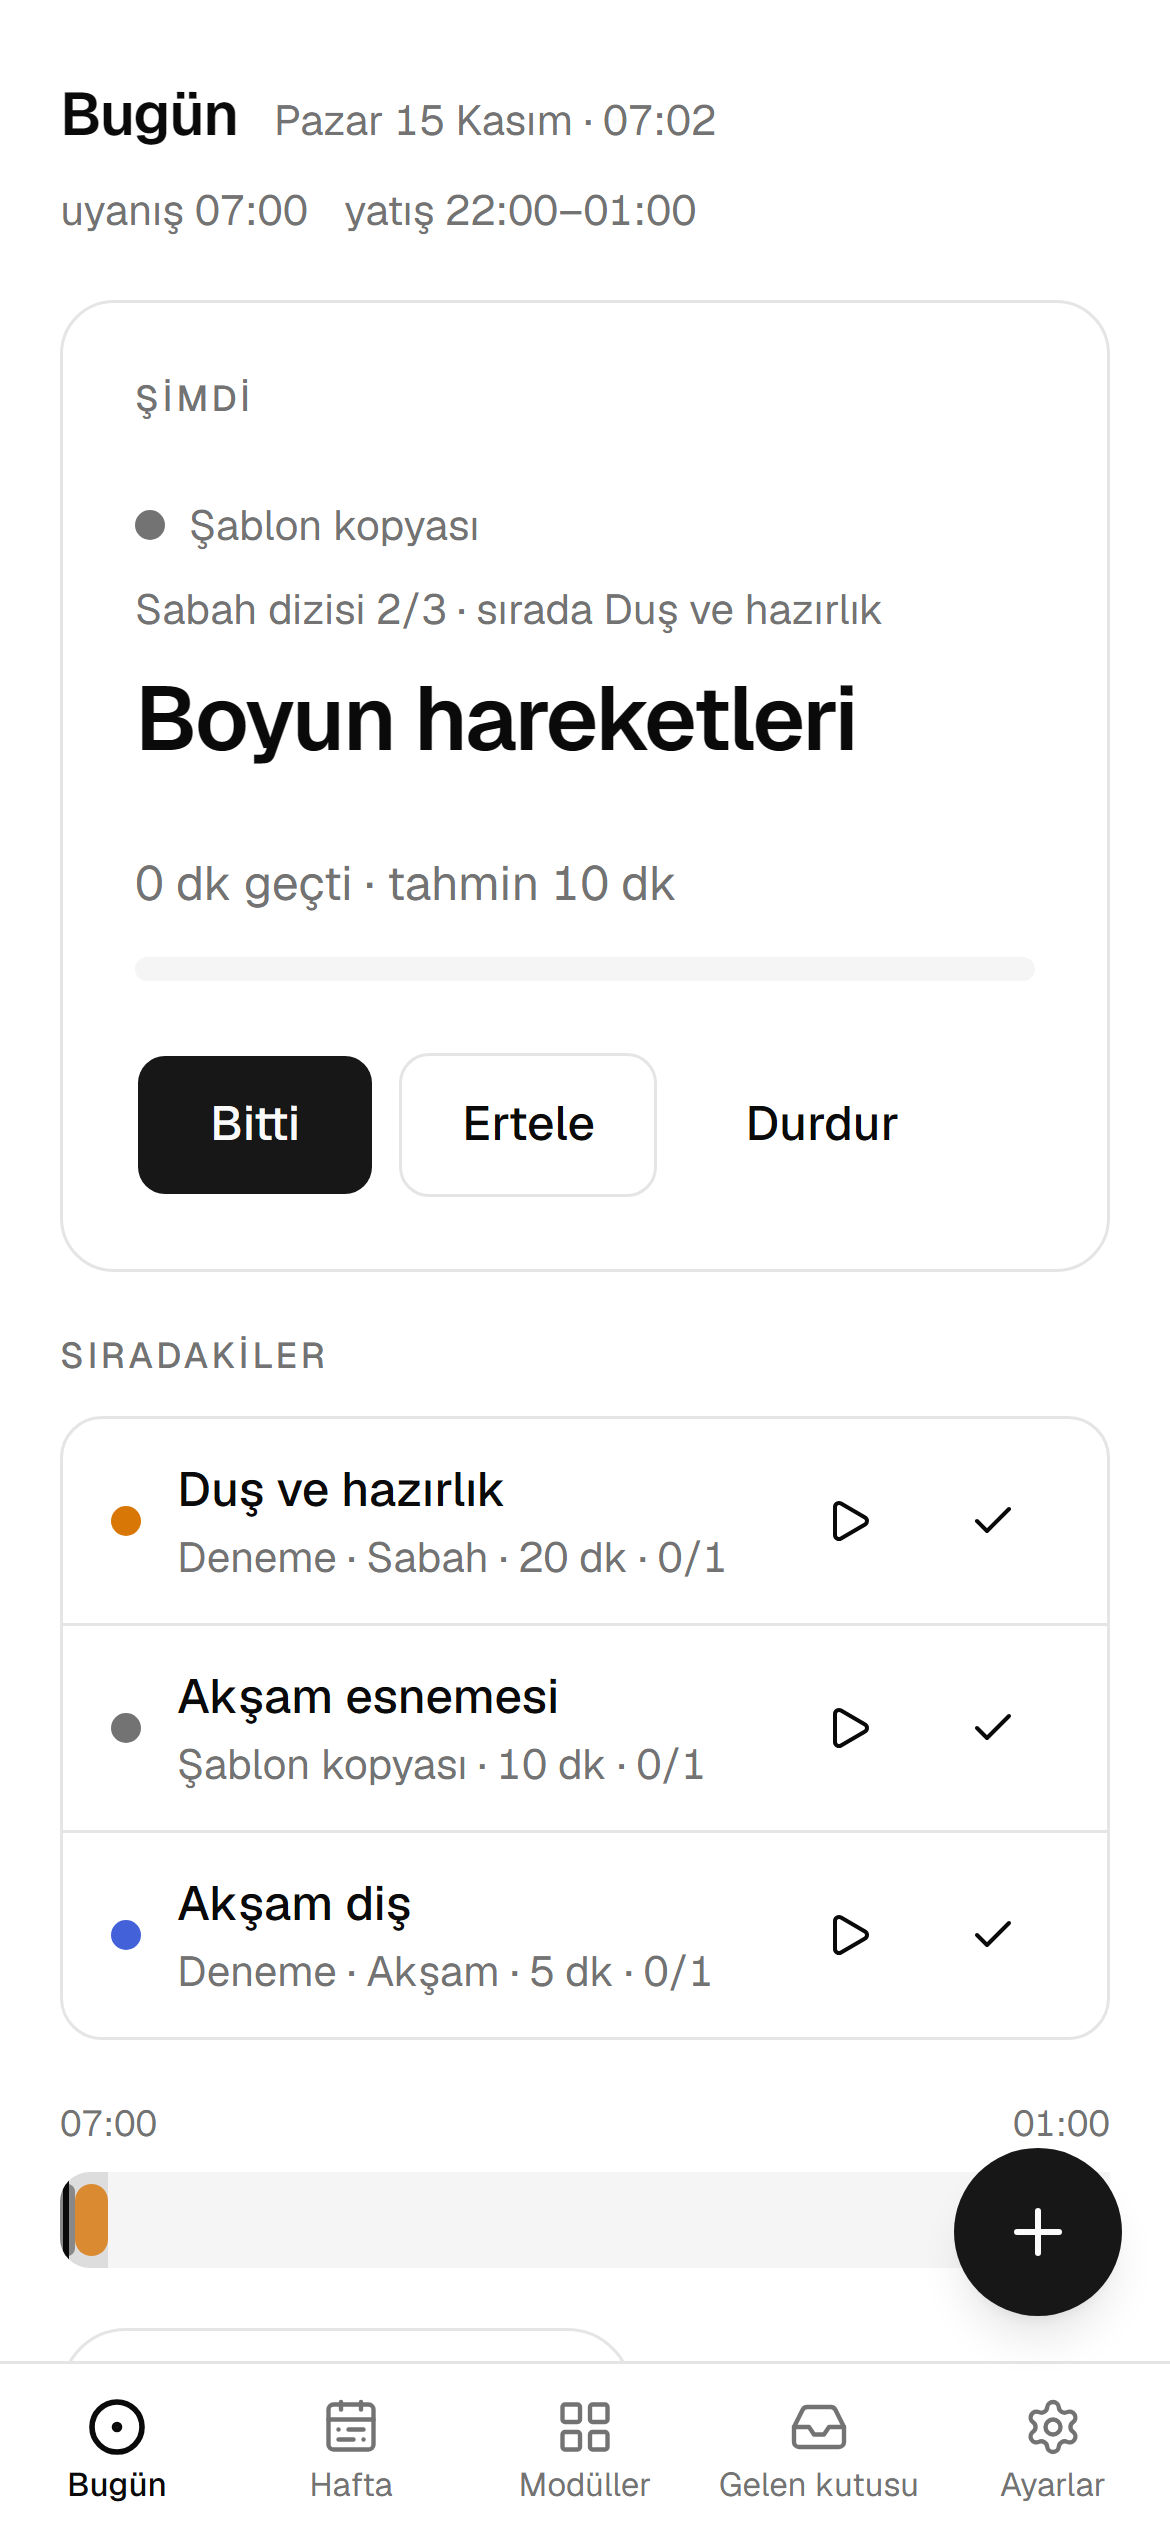 Bugün Pazar 15 Kasım · 07:02
uyanış 07:00 yatış 22:00–01:00
ŞİMDİ
Şablon kopyası
Sabah dizisi 2/3 · sırada Duş ve hazırlık
Boyun hareketleri
0 dk geçti · tahmin 10 dk
Bitti Ertele Durdur
SIRADAKİLER
Duş ve hazırlık
Deneme · Sabah · 20 dk · 0/1
Akşam esnemesi
Şablon kopyası · 10 dk · 0/1
Akşam diş
Deneme · Akşam · 5 dk · 0/1
07:00 01:00
Bugün Hafta Modüller Gelen kutusu Ayarlar